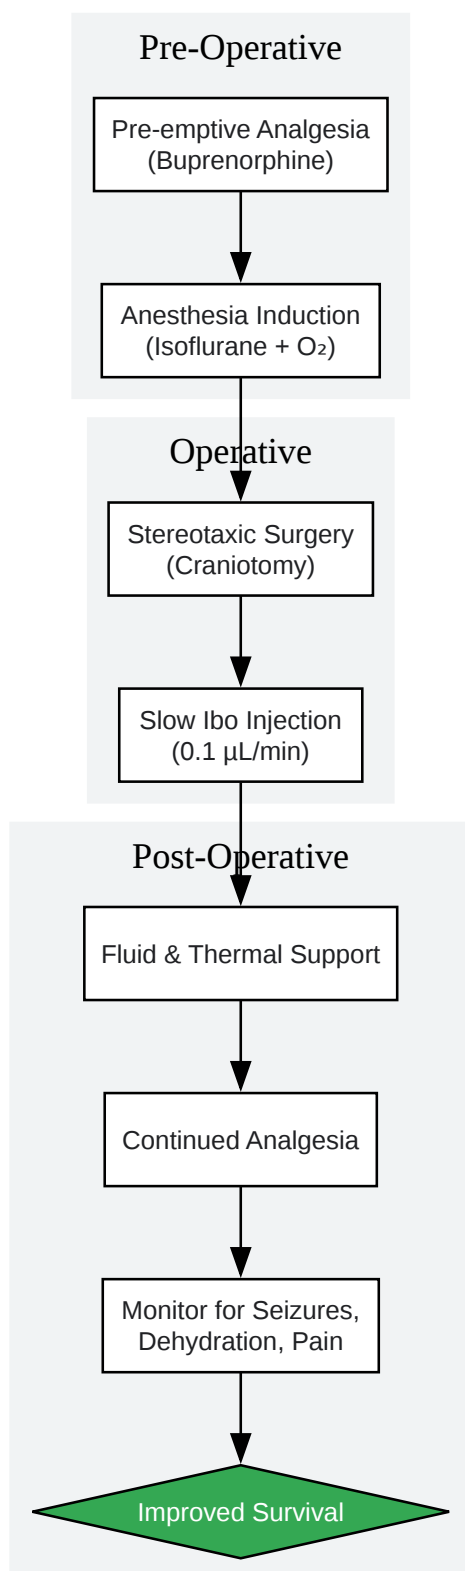 Pre-Operative
Pre-emptive Analgesia
(Buprenorphine)
Anesthesia Induction
(Isoflurane + O₂)
Operative
Stereotaxic Surgery
(Craniotomy)
Slow Ibo Injection
(0.1 µL/min)
Post-Operative
Fluid & Thermal Support
Continued Analgesia
Monitor for Seizures,
Dehydration, Pain
Improved Survival